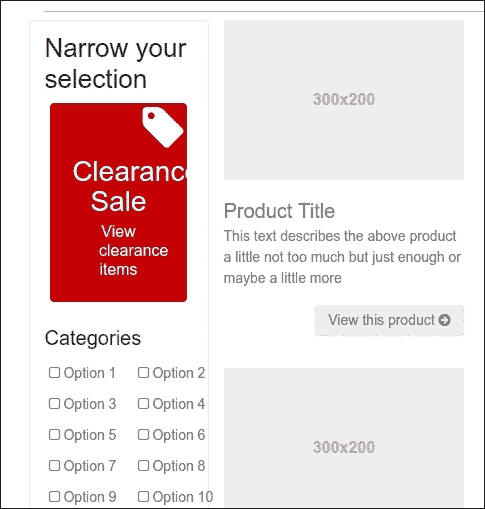 Narrow your
selection
Clearanc
Sale
View
clearance
items
Categories
Option 1
Option 2
Option 3
Option 4
Option 5
Option 6
Option 7
Option 8
Option 9
Option 10
300x200
Product Title
This text describes the above product
a little not too much but just enough or
maybe a little more
View this product
300x200